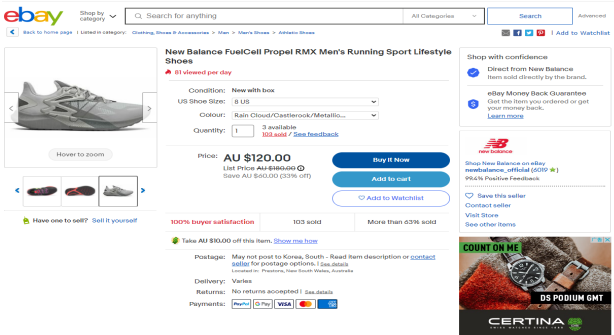 ebay
Shop by
category
Search for anything
All Categories
Search
Advanced
Back to home page | Listed in category: Clothing, Shoes & Accessories > Men > Men's Shoes > Athletic Shoes
Add to Watchlist
Hover to zoom
Have one to sell? Sell it yourself
New Balance FuelCell Propel RMX Men's Running Sport Lifestyle
Shoes
81 viewed per day
Condition: New with box
US Shoe Size: 8 US
Colour: Rain Cloud/Castlerock/Metallic...
Quantity: 1
3 available
103 sold / See feedback
Price: AU $120.00
List Price AU $180.00
Save AU $60.00 (33% off)
Buy It Now
Add to cart
Add to Watchlist
100% buyer satisfaction
103 sold
More than 63% sold
Take AU $10.00 off this item. Show me how
Postage: May not post to Korea, South - Read item description or contact
seller for postage options. | See details
Located in: Prestons, New South Wales, Australia
Delivery: Varies
Returns: No returns accepted | See details
Payments: PayPal G Pay VISA
Shop with confidence
Direct from New Balance
Item sold directly by the brand.
eBay Money Back Guarantee
Get the item you ordered or get
your money back.
Learn more
new balance
Shop New Balance on eBay
newbalance_official (6019)
99.6% Positive Feedback
Save this seller
Contact seller
Visit Store
See other items
COUNT ON ME
DS PODIUM GMT
CERTINA